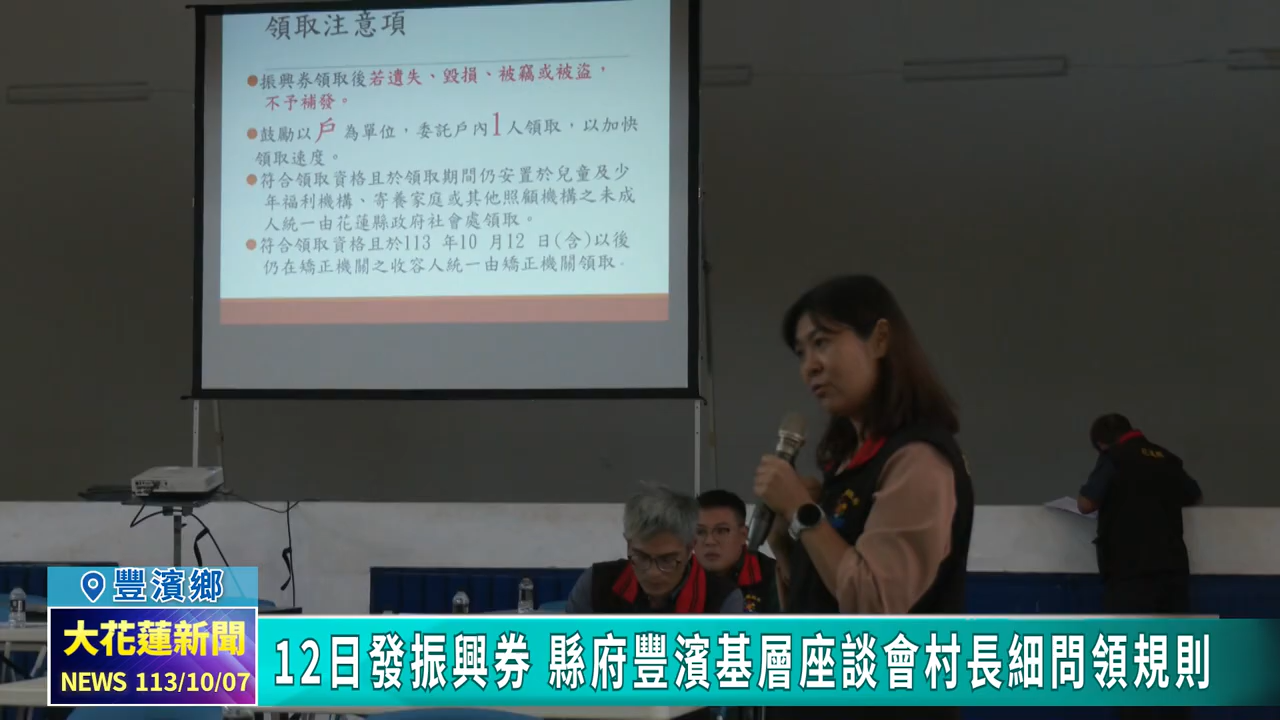 領取注意項
●振興券領取後若遺失、毀損、被竊或被盜，
不予補發。
●鼓勵以戶為單位，委託戶內1人領取，以加快
領取速度。
●符合領取資格且於領取期間仍安置於兒童及少
年福利機構、寄養家庭或其他照顧機構之未成
人統一由花蓮縣政府社會處領取。
●符合領取資格且於113 年10 月12 日(含)以後
仍在矯正機關之收容人統一由矯正機關領取。
豐濱鄉
大花蓮新聞
NEWS 113/10/07
12日發振興券 縣府豐濱基層座談會村長細問領規則